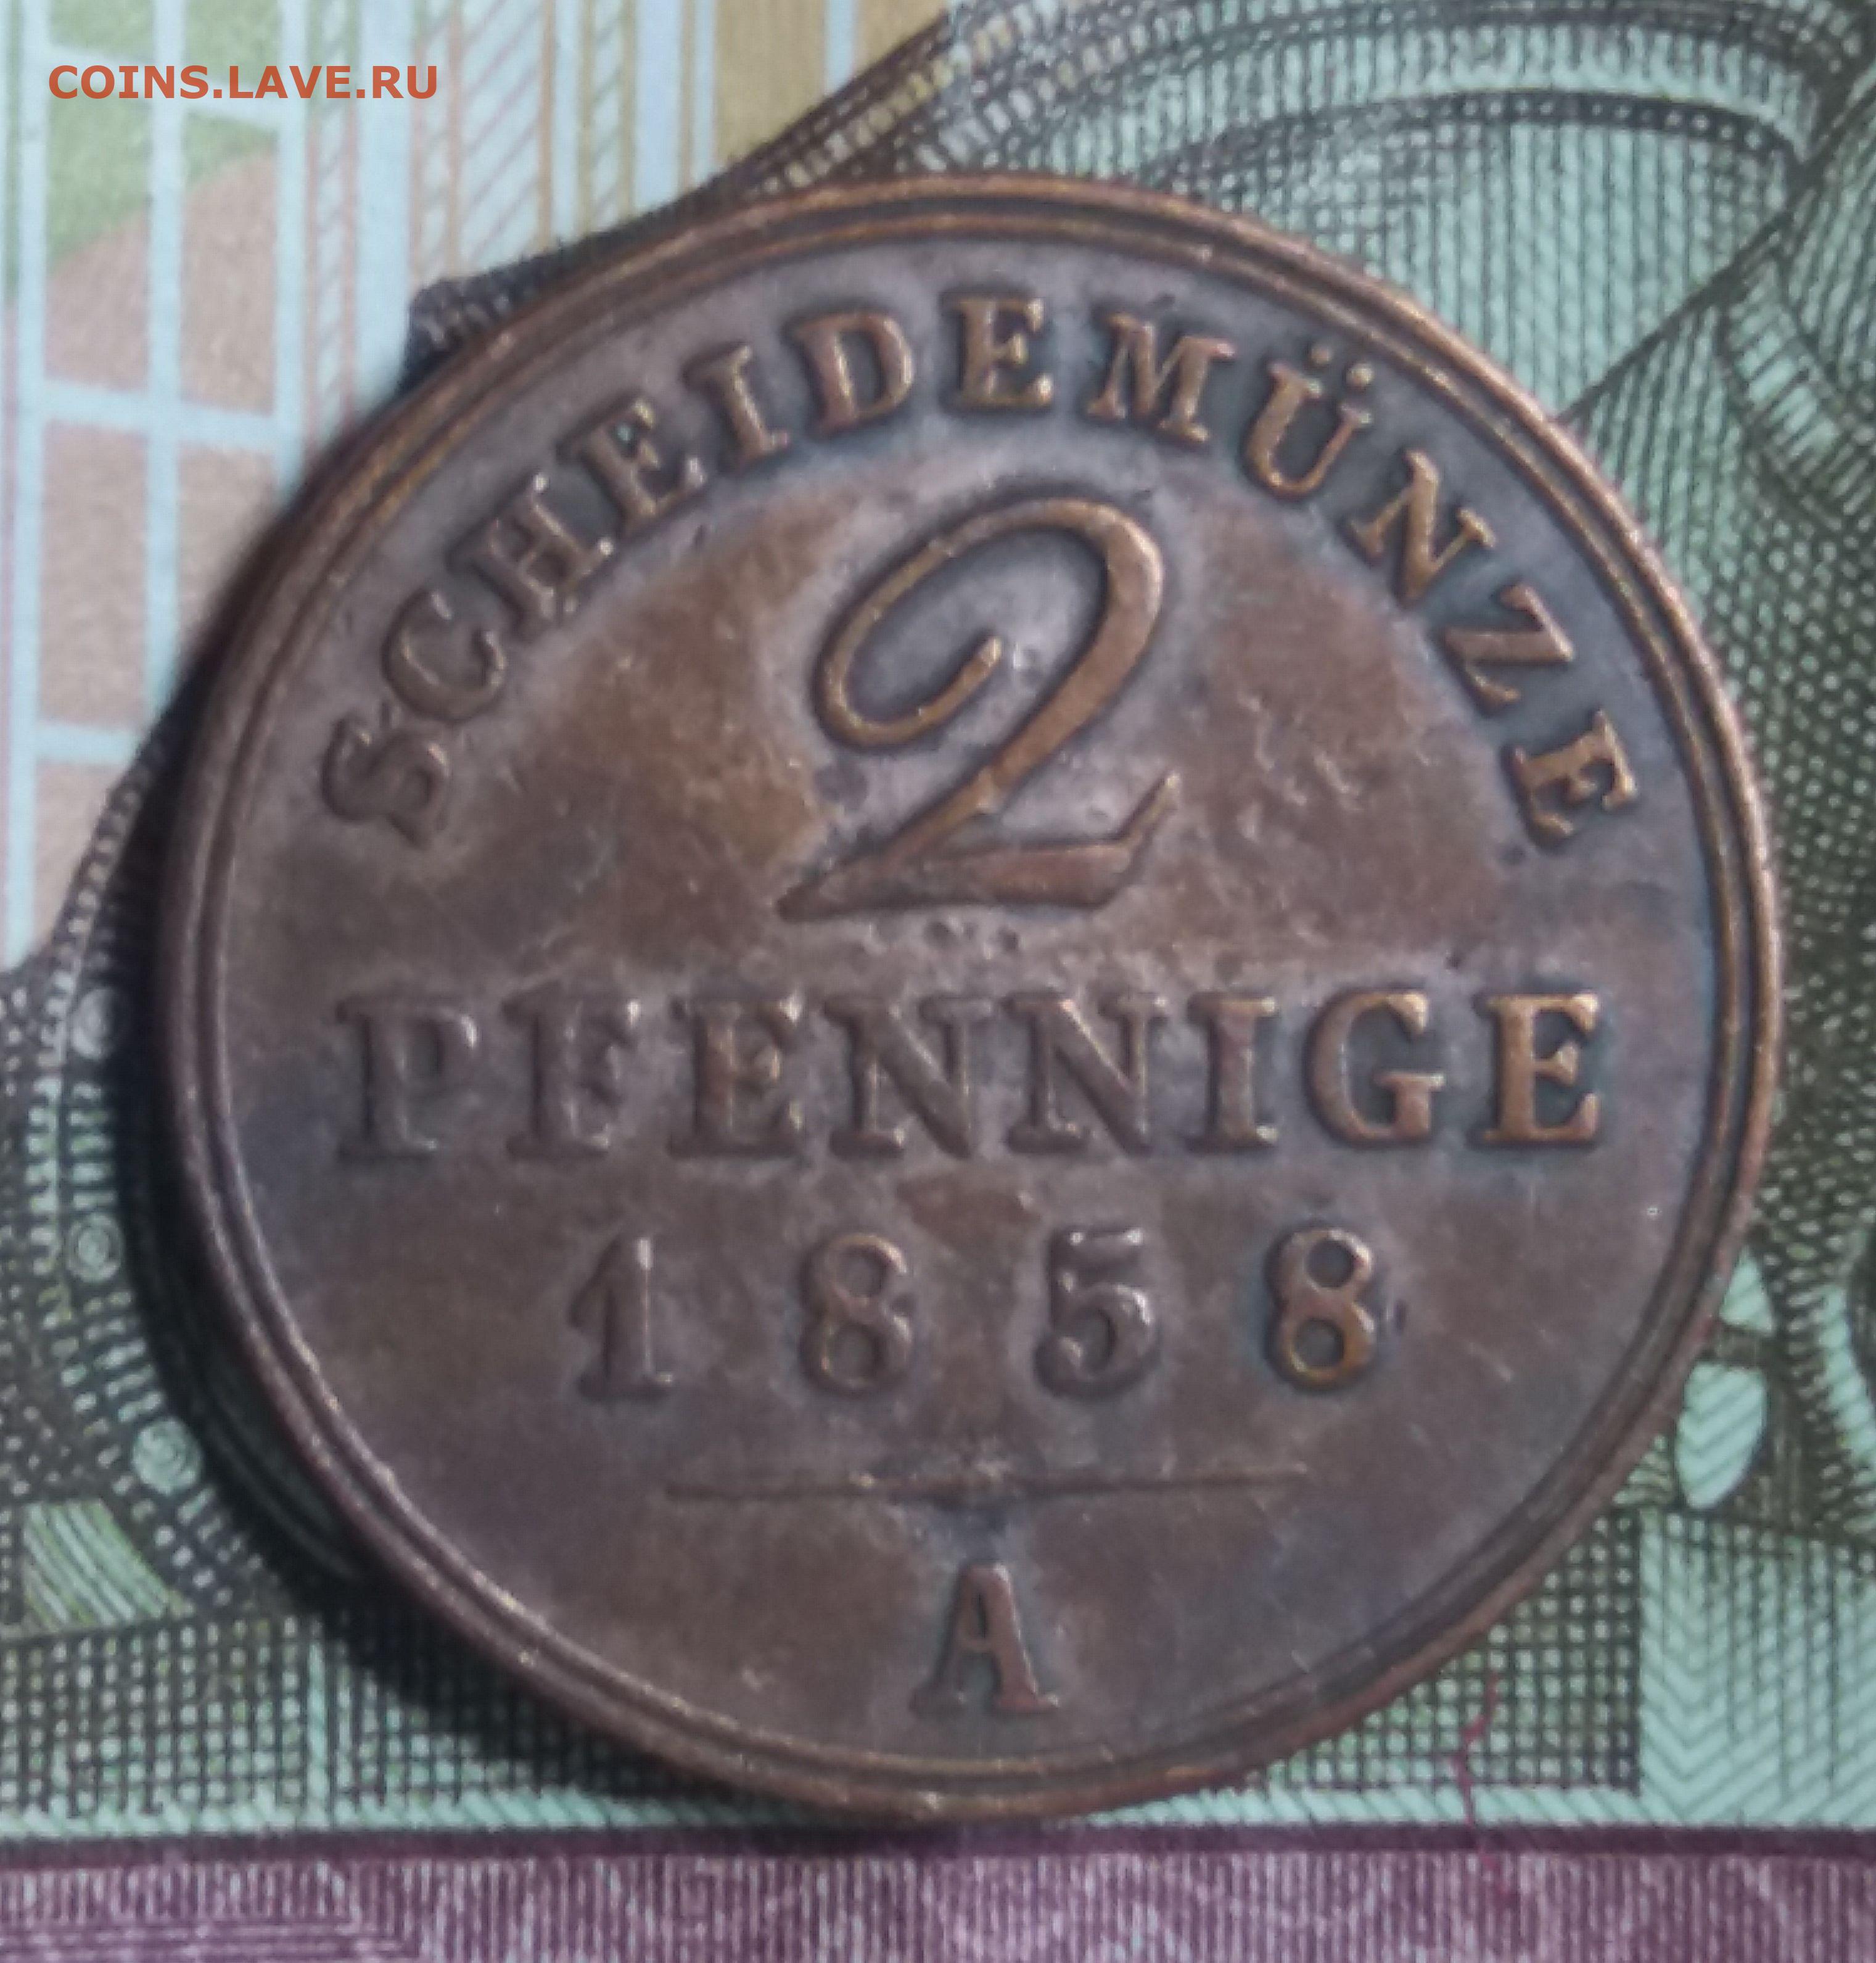 COINS.LAVE.RU
SCHEIDEMÜNZE
2
PFENNIGE
1858
A